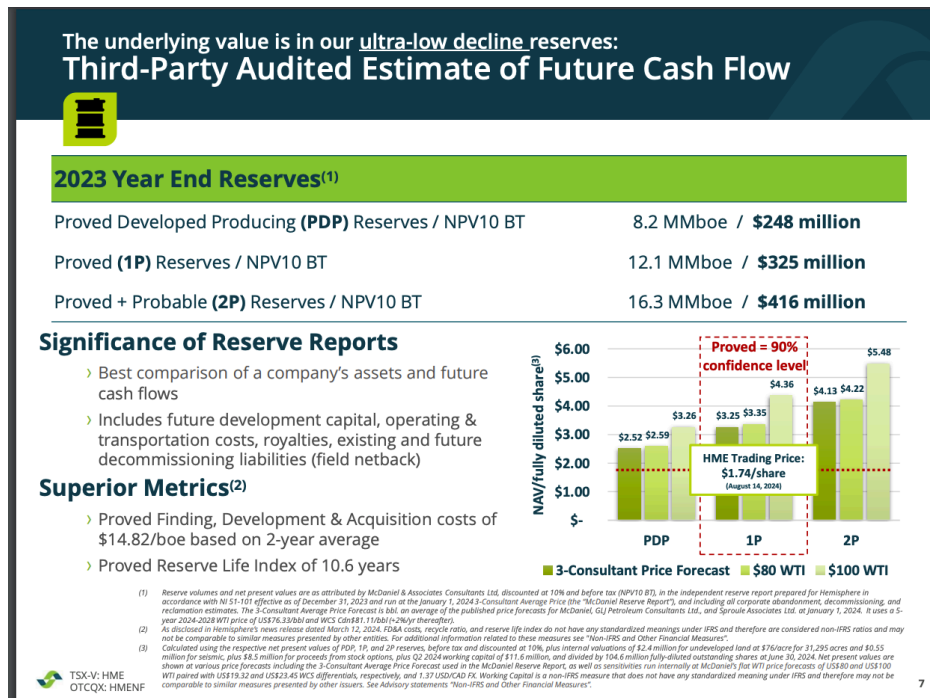 The underlying value is in our ultra-low decline reserves:
Third-Party Audited Estimate of Future Cash Flow
2023 Year End Reserves(1)
Proved Developed Producing (PDP) Reserves / NPV10 BT 8.2 MMboe / $248 million
Proved (1P) Reserves / NPV10 BT 12.1 MMboe / $325 million
Proved + Probable (2P) Reserves / NPV10 BT 16.3 MMboe / $416 million
Significance of Reserve Reports
› Best comparison of a company's assets and future
cash flows
› Includes future development capital, operating &
transportation costs, royalties, existing and future
decommissioning liabilities (field netback)
Superior Metrics(2)
› Proved Finding, Development & Acquisition costs of
$14.82/boe based on 2-year average
› Proved Reserve Life Index of 10.6 years
NAV/fully diluted share(3)
$6.00
$5.00
$4.00
$3.00
$2.00
$1.00
$-
Proved = 90%
confidence level
$2.52 $2.59 $3.26
$3.25 $3.35 $4.36
$4.13 $4.22 $5.48
HME Trading Price:
$1.74/share
(August 14, 2024)
PDP 1P 2P
3-Consultant Price Forecast $80 WTI $100 WTI
(1) Reserve volumes and net present values are as attributed by McDaniel & Associates Consultants Ltd, discounted at 10% and before tax (NPV10 BT), in the independent reserve report prepared for Hemisphere in
accordance with NI 51-101 effective as of December 31, 2023 and run at the January 1, 2024 3-Consultant Average Price (the "McDaniel Reserve Report"), and including all corporate abandonment, decommissioning, and
reclamation estimates. The 3-Consultant Average Price Forecast is an average of the published price forecasts for McDaniel, GLJ Petroleum Consultants Ltd., and Sproule Associates Ltd. at January 1, 2024. It uses a 5-
year 2024-2028 WTI price of US$76.33/bbl and WCS Cdn$81.11/bbl (+2%/yr thereafter).
(2) As disclosed in Hemisphere's news release dated March 12, 2024. FD&A costs, recycle ratio, and reserve life index do not have any standardized meanings under IFRS and therefore are considered non-IFRS ratios and may
not be comparable to similar measures presented by other entities. For additional information related to these measures see "Non-IFRS and Other Financial Measures".
(3) Calculated using the respective net present values of PDP, 1P, and 2P reserves, before tax and discounted at 10%, plus internal valuations of $2.4 million for undeveloped land at $76/acre for 31,295 acres and $0.55
million for seismic, plus $8.5 million for proceeds from stock options, plus Q2 2024 working capital of $11.6 million, and divided by 104.6 million fully-diluted outstanding shares at June 30, 2024. Net present values are
shown at various price forecasts including the 3-Consultant Average Price Forecast used in the McDaniel Reserve Report, as well as sensitivities run internally at McDaniel's flat WTI price forecasts of US$80 and US$100
WTI paired with US$19.32 and US$23.45 WCS differentials, respectively, and 1.37 USD/CAD FX. Working Capital is a non-IFRS measure that does not have any standardized meaning under IFRS and therefore may not be
comparable to similar measures presented by other issuers. See Advisory statements "Non-IFRS and Other Financial Measures".
TSX-V: HME
OTCQX: HMENF
7